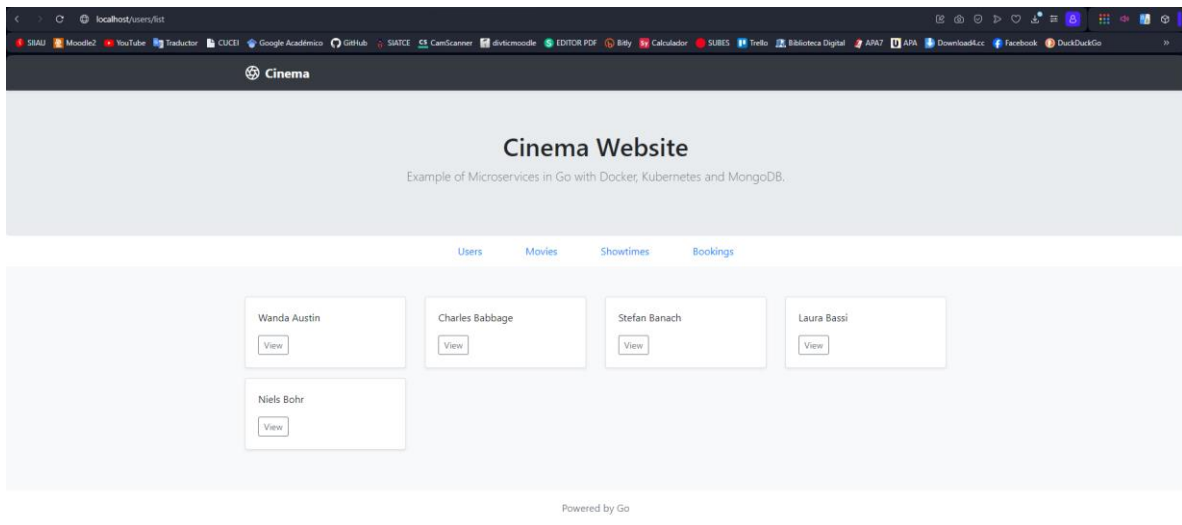 localhost/users/list
SIIAU Moodle2 YouTube Traductor CUCEI Google Académico GitHub SIATCE CS CamScanner divticmoodle EDITOR PDF Bitly Sy Calculador SUBES Trello Biblioteca Digital APA7 APA Download4.cc Facebook DuckDuckGo »
Cinema
Cinema Website
Example of Microservices in Go with Docker, Kubernetes and MongoDB.
Users Movies Showtimes Bookings
Wanda Austin Charles Babbage Stefan Banach Laura Bassi
View View View View
Niels Bohr
View
Powered by Go